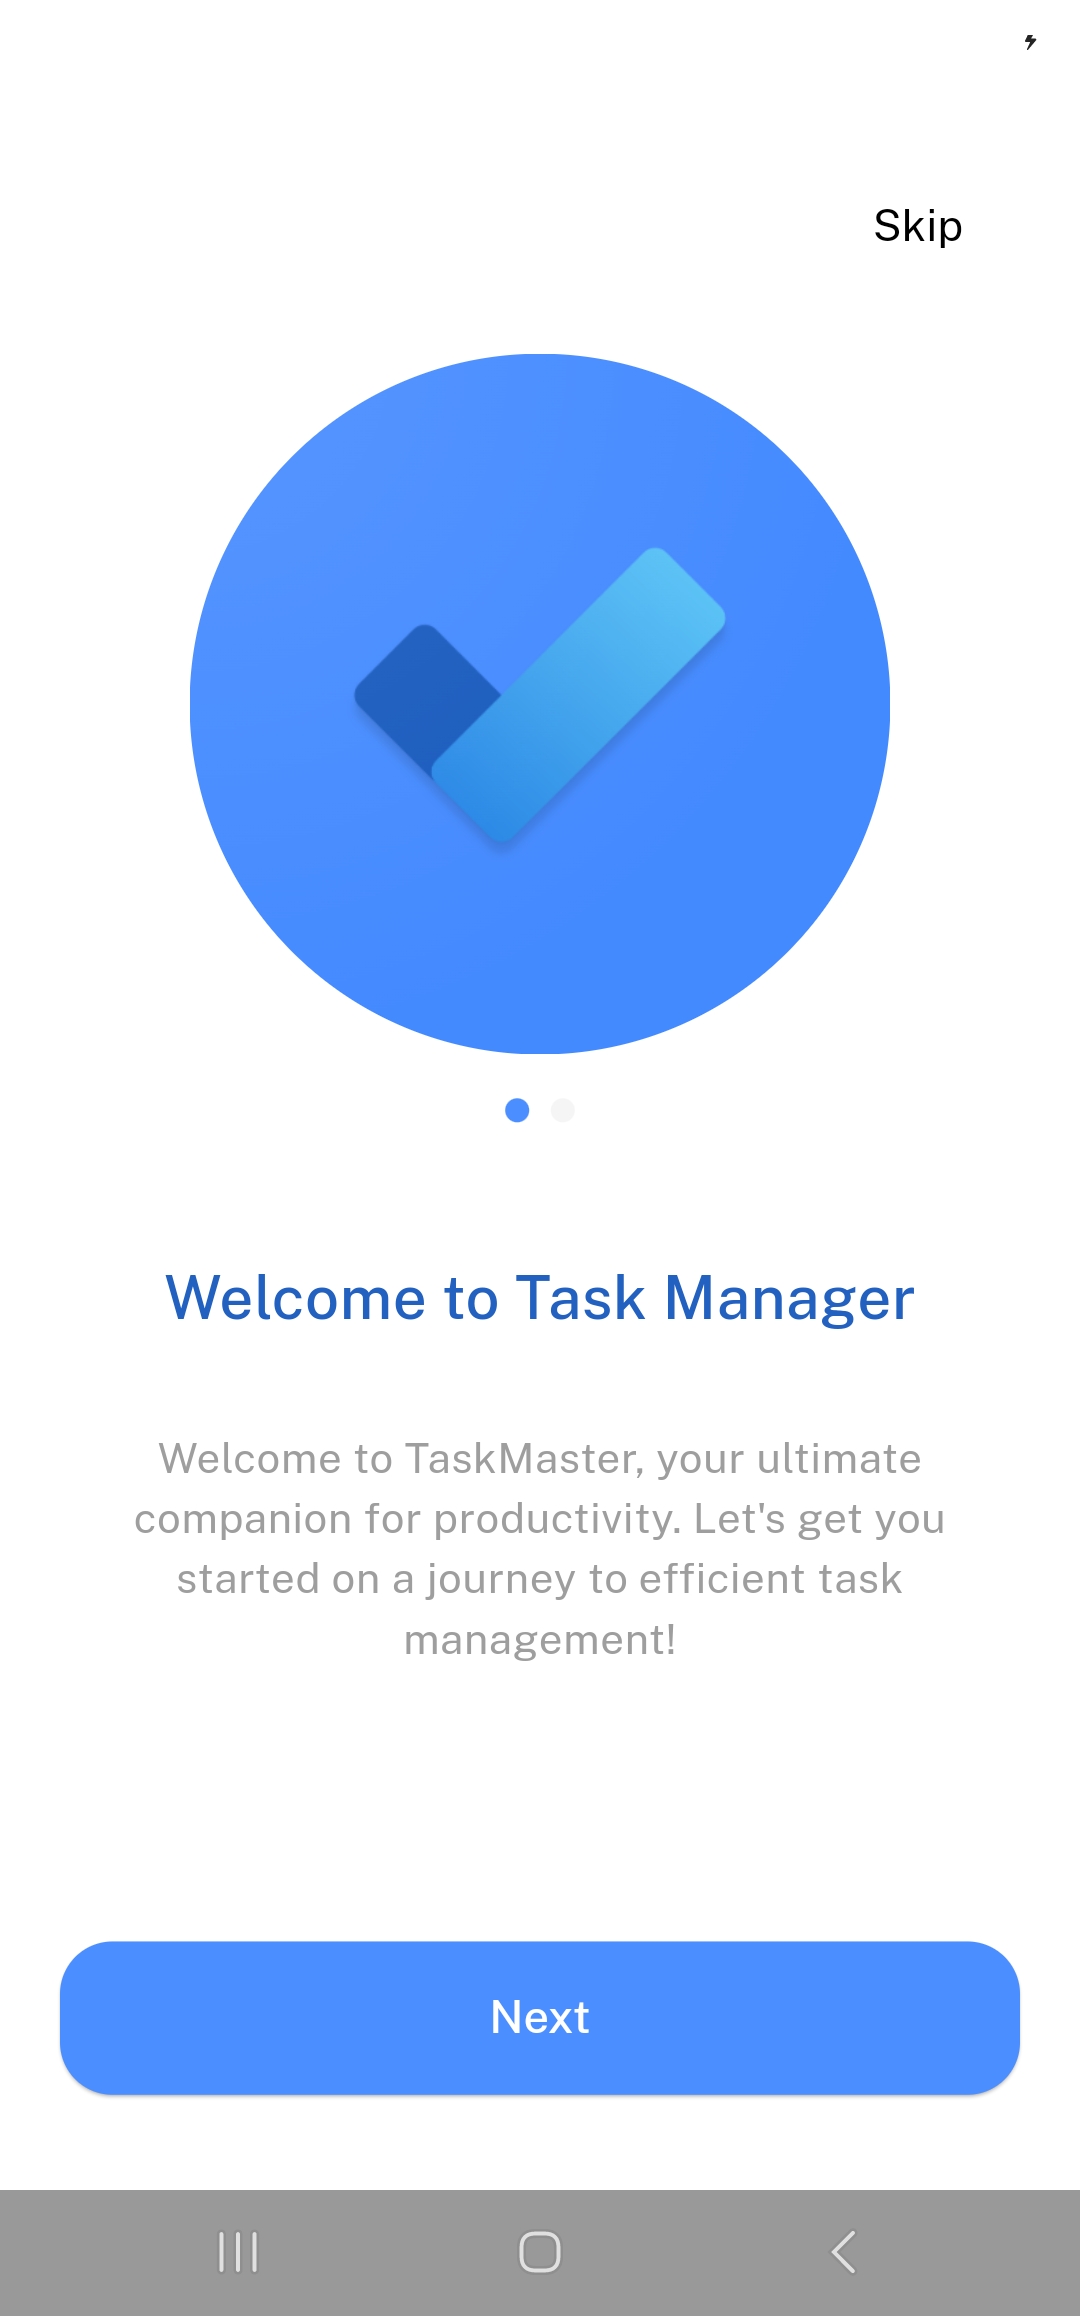 Skip
Welcome to Task Manager
Welcome to TaskMaster, your ultimate
companion for productivity. Let's get you
started on a journey to efficient task
management!
Next